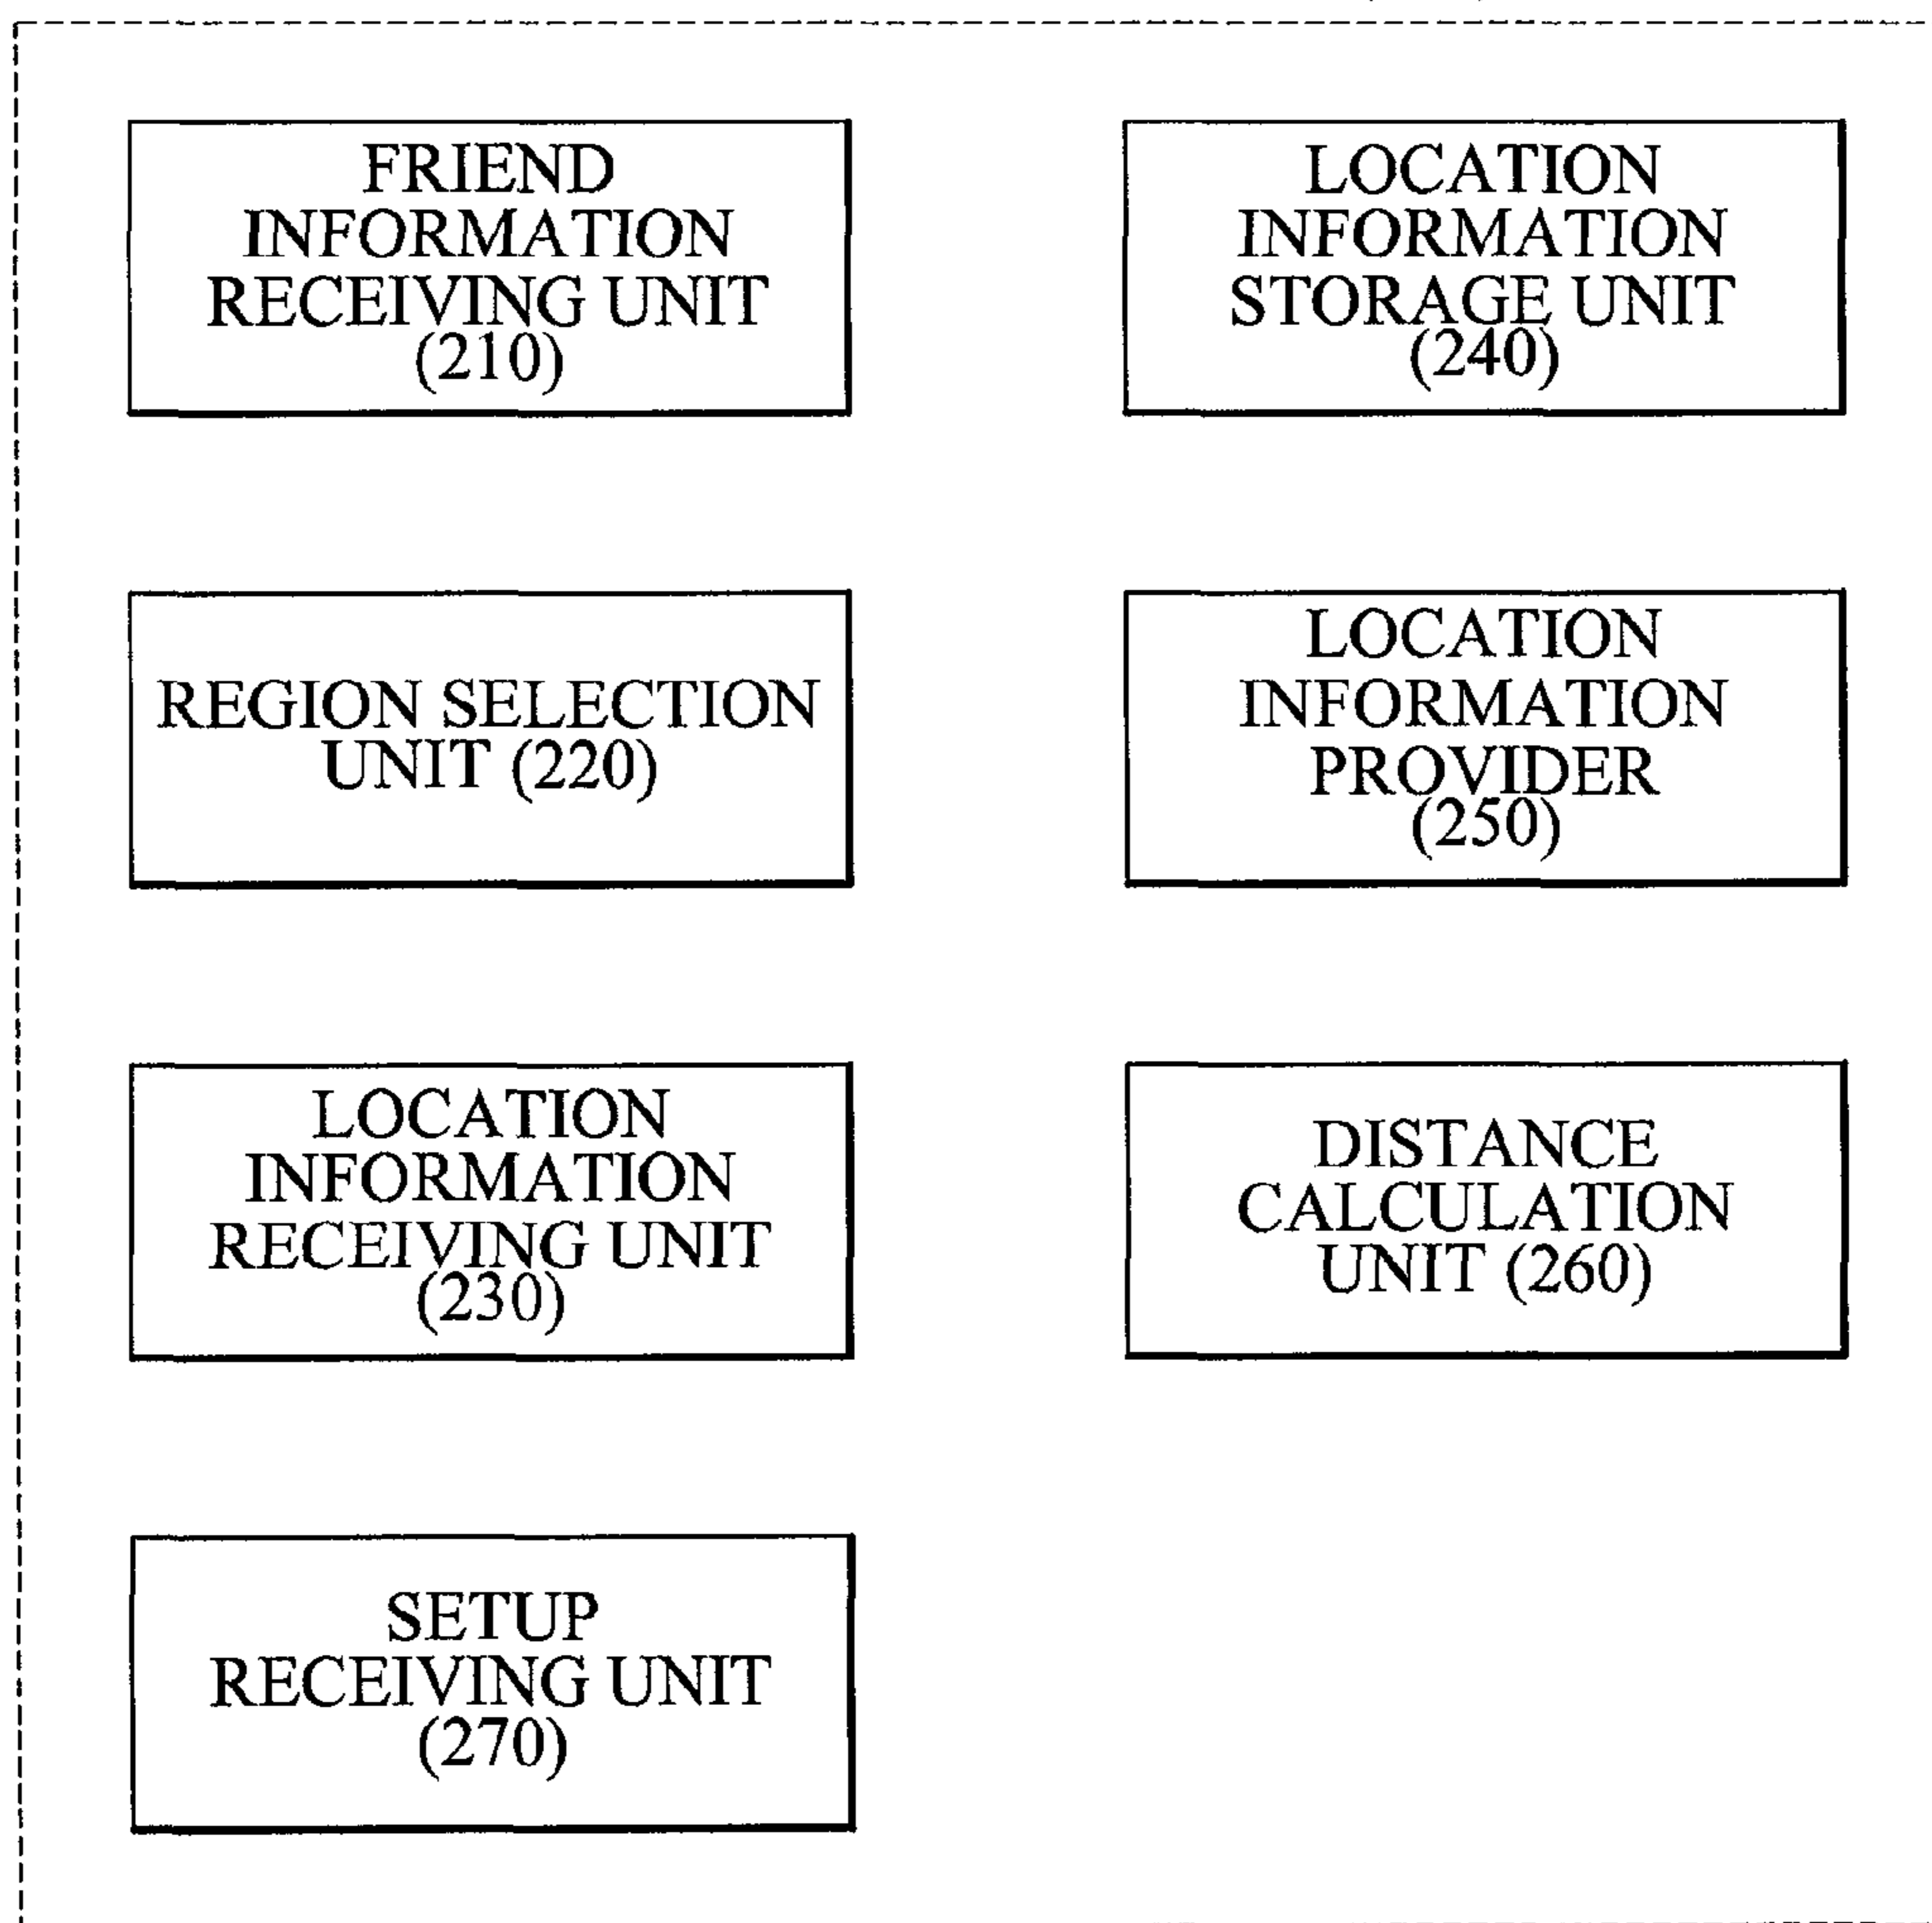 FRIEND
INFORMATION
RECEIVING UNIT
(210)
LOCATION
INFORMATION
STORAGE UNIT
(240)
REGION SELECTION
UNIT (220)
LOCATION
INFORMATION
PROVIDER
(250)
LOCATION
INFORMATION
RECEIVING UNIT
(230)
DISTANCE
CALCULATION
UNIT (260)
SETUP
RECEIVING UNIT
(270)